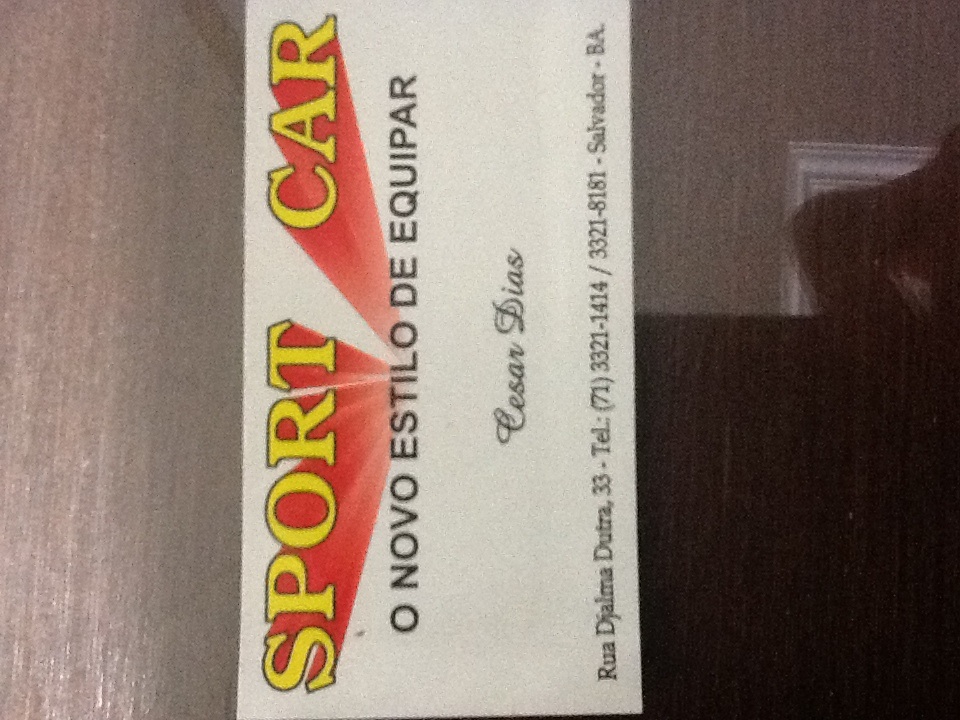 SPORT CAR
O NOVO ESTILO DE EQUIPAR
Cesar Dias
Rua Djalma Dutra, 33 - Tel.: (71) 3321-1414 / 3321-8181 - Salvador - BA.